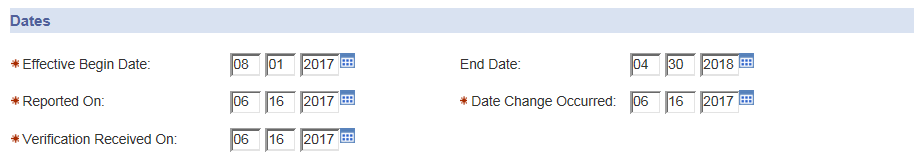 Dates
* Effective Begin Date: 08 01 2017 End Date: 04 30 2018
* Reported On: 06 16 2017 * Date Change Occurred: 06 16 2017
* Verification Received On: 06 16 2017